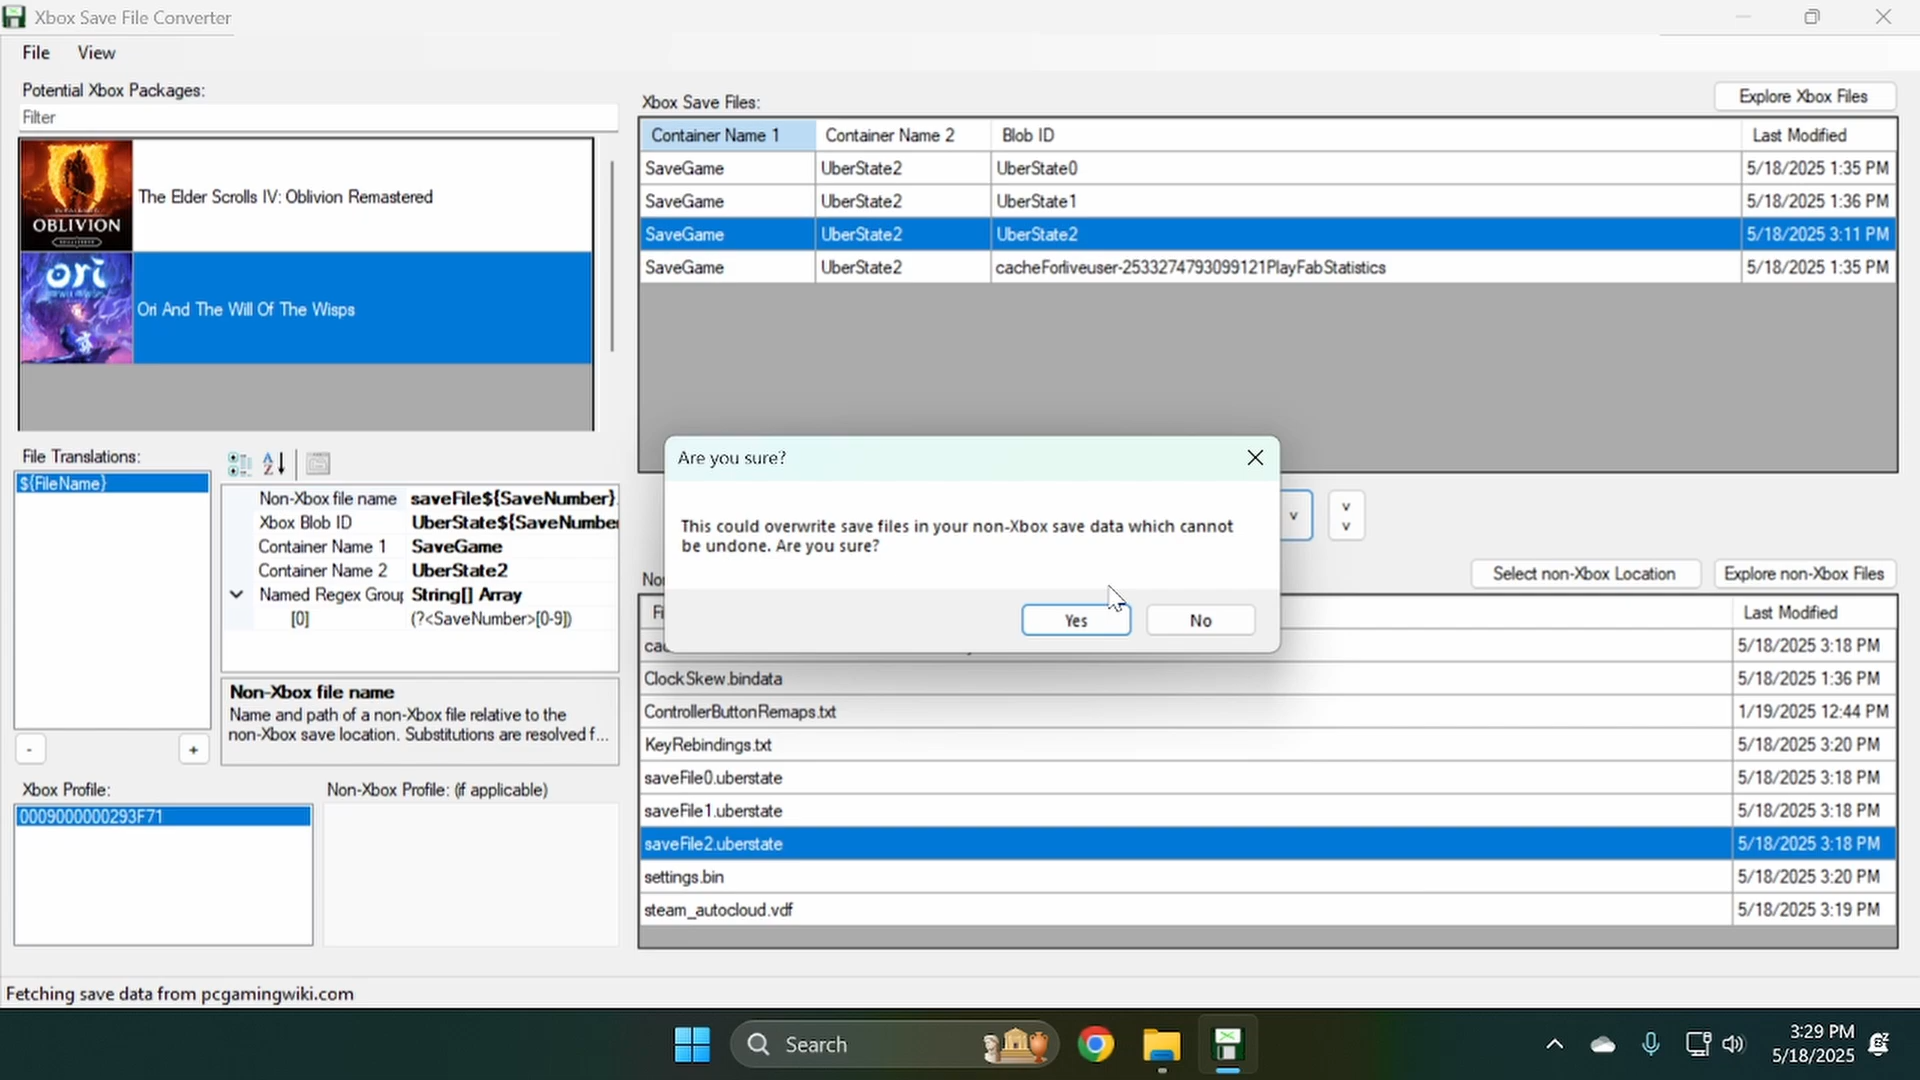 Xbox Save File Converter
File View
Potential Xbox Packages:
Filter
OBLIVION
The Elder Scrolls IV: Oblivion Remastered
ori
Ori And The Will Of The Wisps
Xbox Save Files:
Explore Xbox Files
Container Name 1 Container Name 2 Blob ID Last Modified
SaveGame UberState2 UberState0 5/18/2025 1:35 PM
SaveGame UberState2 UberState1 5/18/2025 1:36 PM
SaveGame UberState2 UberState2 5/18/2025 3:11 PM
SaveGame UberState2 cacheForliveuser-2533274793099121PlayFabStatistics 5/18/2025 1:35 PM
File Translations:
${FileName}
Non-Xbox file name saveFile${SaveNumber}.
Xbox Blob ID UberState${SaveNumber
Container Name 1 SaveGame
Container Name 2 UberState2
Named Regex Group String[] Array
[0] (?<SaveNumber>[0-9])
Non-Xbox file name
Name and path of a non-Xbox file relative to the
non-Xbox save location. Substitutions are resolved f...
- +
Xbox Profile:
0009000000293F71
Non-Xbox Profile: (if applicable)
Are you sure?
This could overwrite save files in your non-Xbox save data which cannot
be undone. Are you sure?
Yes No
v
v
v
No
Select non-Xbox Location Explore non-Xbox Files
Fi Last Modified
cac 5/18/2025 3:18 PM
ClockSkew.bindata 5/18/2025 1:36 PM
ControllerButtonRemaps.txt 1/19/2025 12:44 PM
KeyRebindings.txt 5/18/2025 3:20 PM
saveFile0.uberstate 5/18/2025 3:18 PM
saveFile1.uberstate 5/18/2025 3:18 PM
saveFile2.uberstate 5/18/2025 3:18 PM
settings.bin 5/18/2025 3:20 PM
steam_autocloud.vdf 5/18/2025 3:19 PM
Fetching save data from pcgamingwiki.com
Search
3:29 PM
5/18/2025